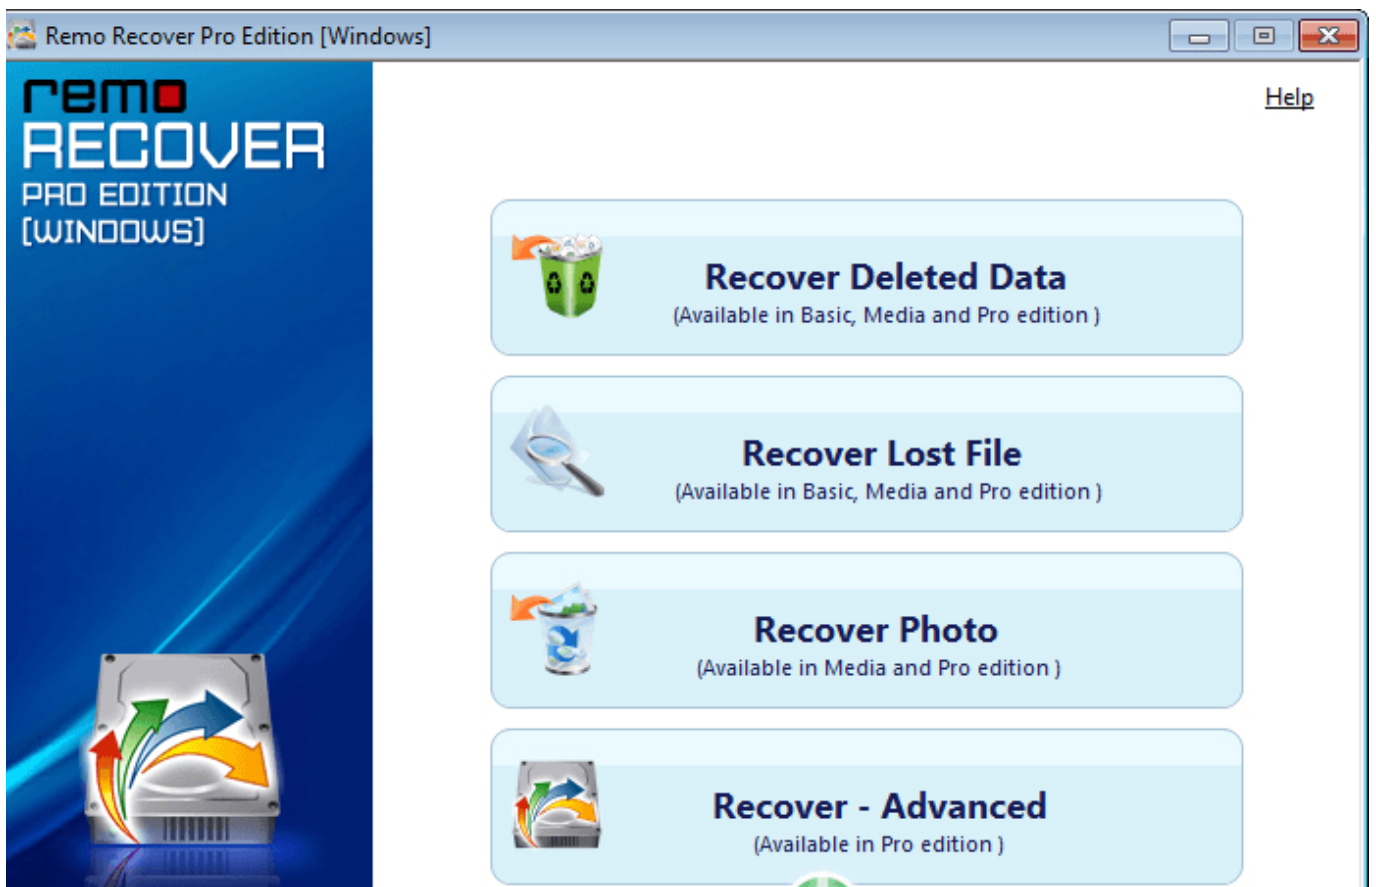 Remo Recover Pro Edition [Windows]
remo
RECOVER
PRO EDITION
[WINDOWS]
Help
Recover Deleted Data
(Available in Basic, Media and Pro edition )
Recover Lost File
(Available in Basic, Media and Pro edition )
Recover Photo
(Available in Media and Pro edition )
Recover - Advanced
(Available in Pro edition )